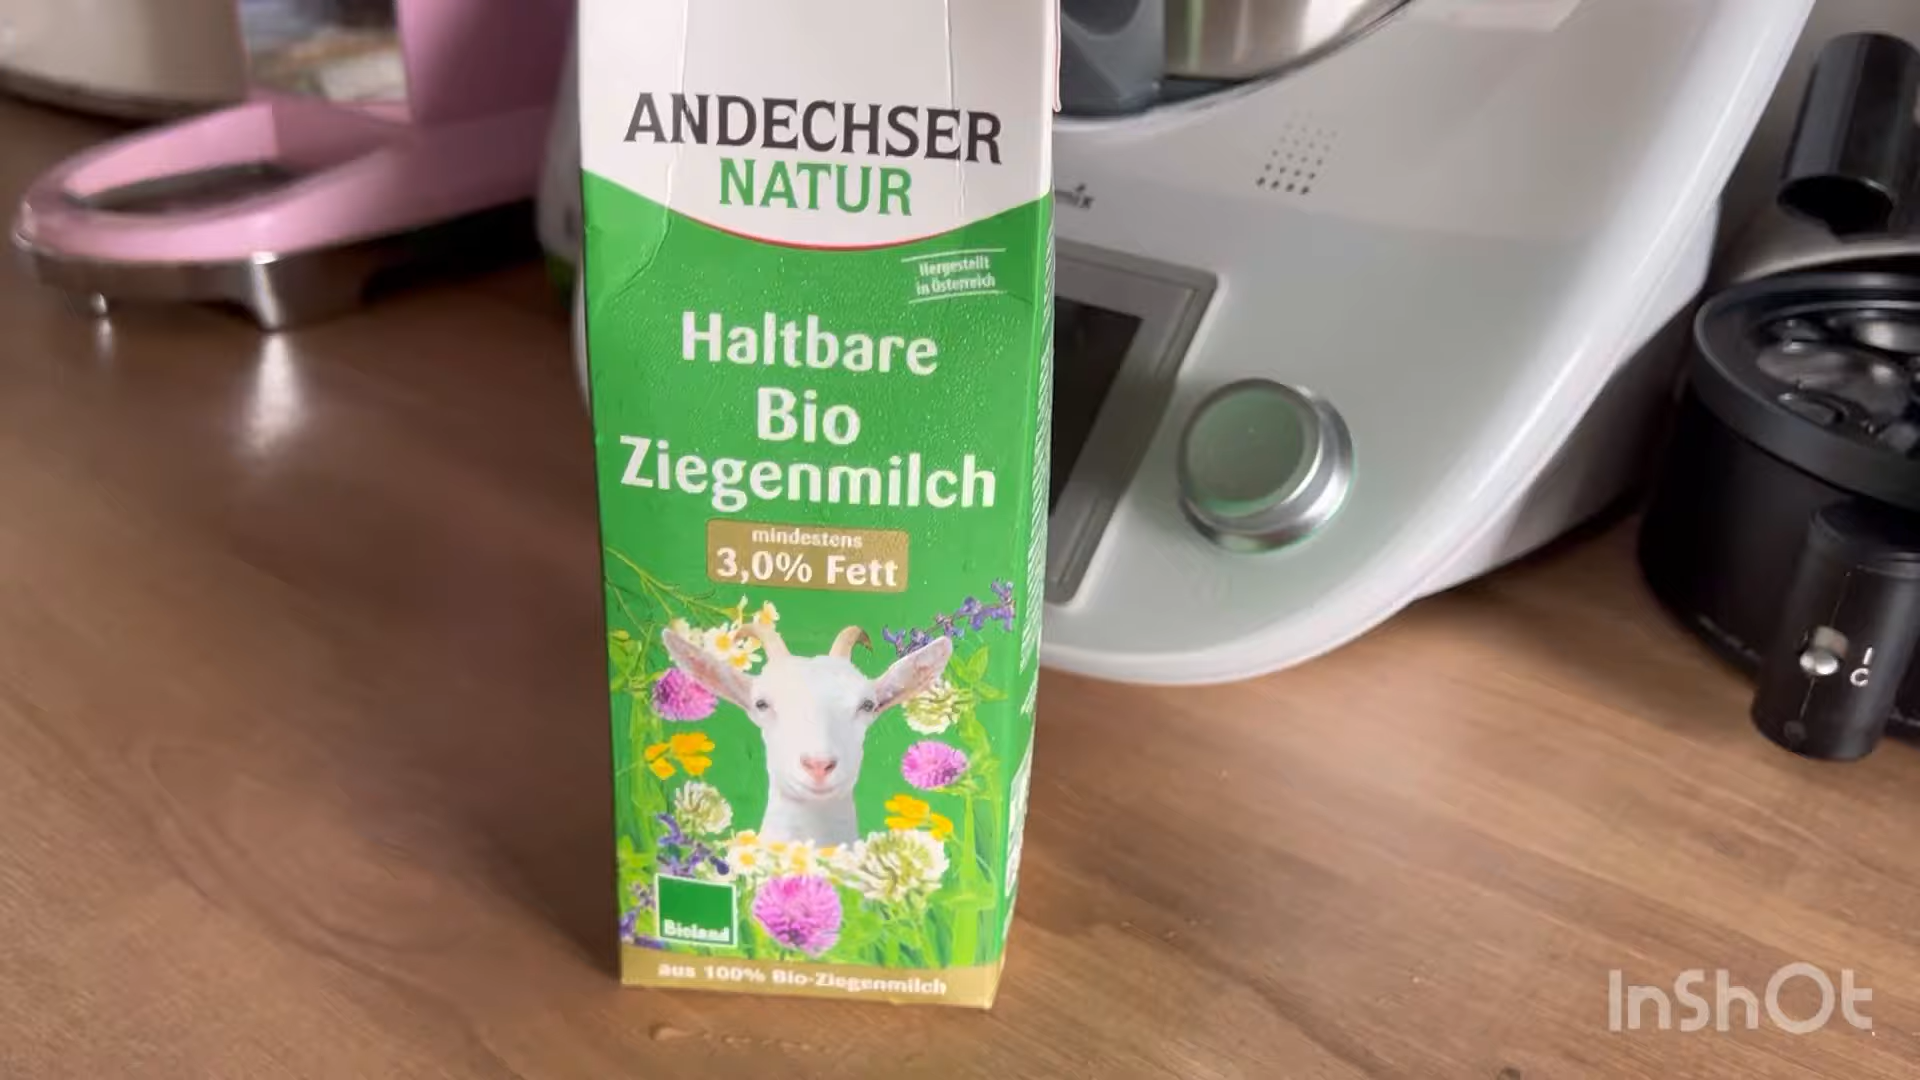 ANDECHSER
NATUR
Hergestellt
in Österreich
Haltbare
Bio
Ziegenmilch
mindestens
3,0% Fett
Bioland
aus 100% Bio-Ziegenmilch
InShOt